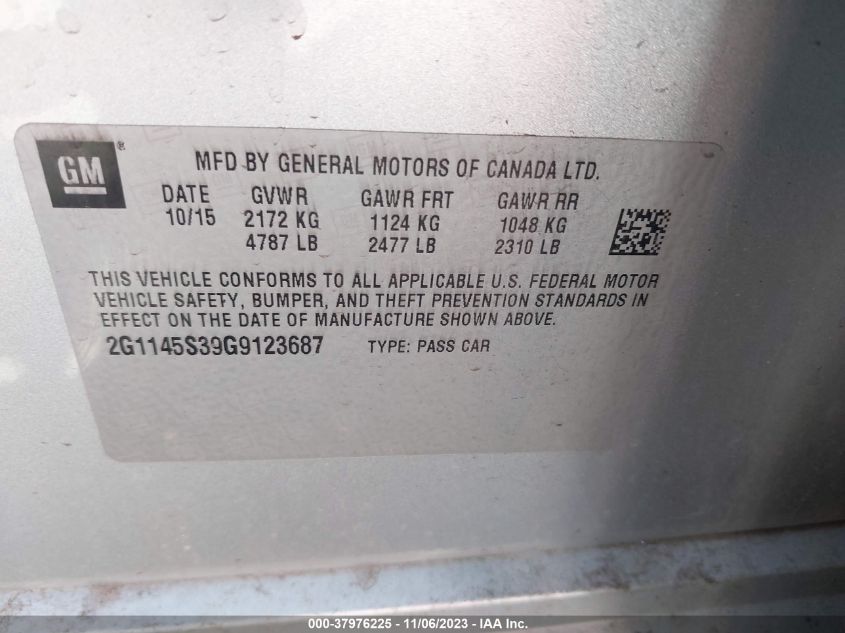 GM ®
MFD BY GENERAL MOTORS OF CANADA LTD.
DATE GVWR GAWR FRT GAWR RR
10/15 2172 KG 1124 KG 1048 KG
4787 LB 2477 LB 2310 LB
THIS VEHICLE CONFORMS TO ALL APPLICABLE U.S. FEDERAL MOTOR
VEHICLE SAFETY, BUMPER, AND THEFT PREVENTION STANDARDS IN
EFFECT ON THE DATE OF MANUFACTURE SHOWN ABOVE.
2G1145S39G9123687 TYPE: PASS CAR
000-37976225 - 11/06/2023 - IAA Inc.